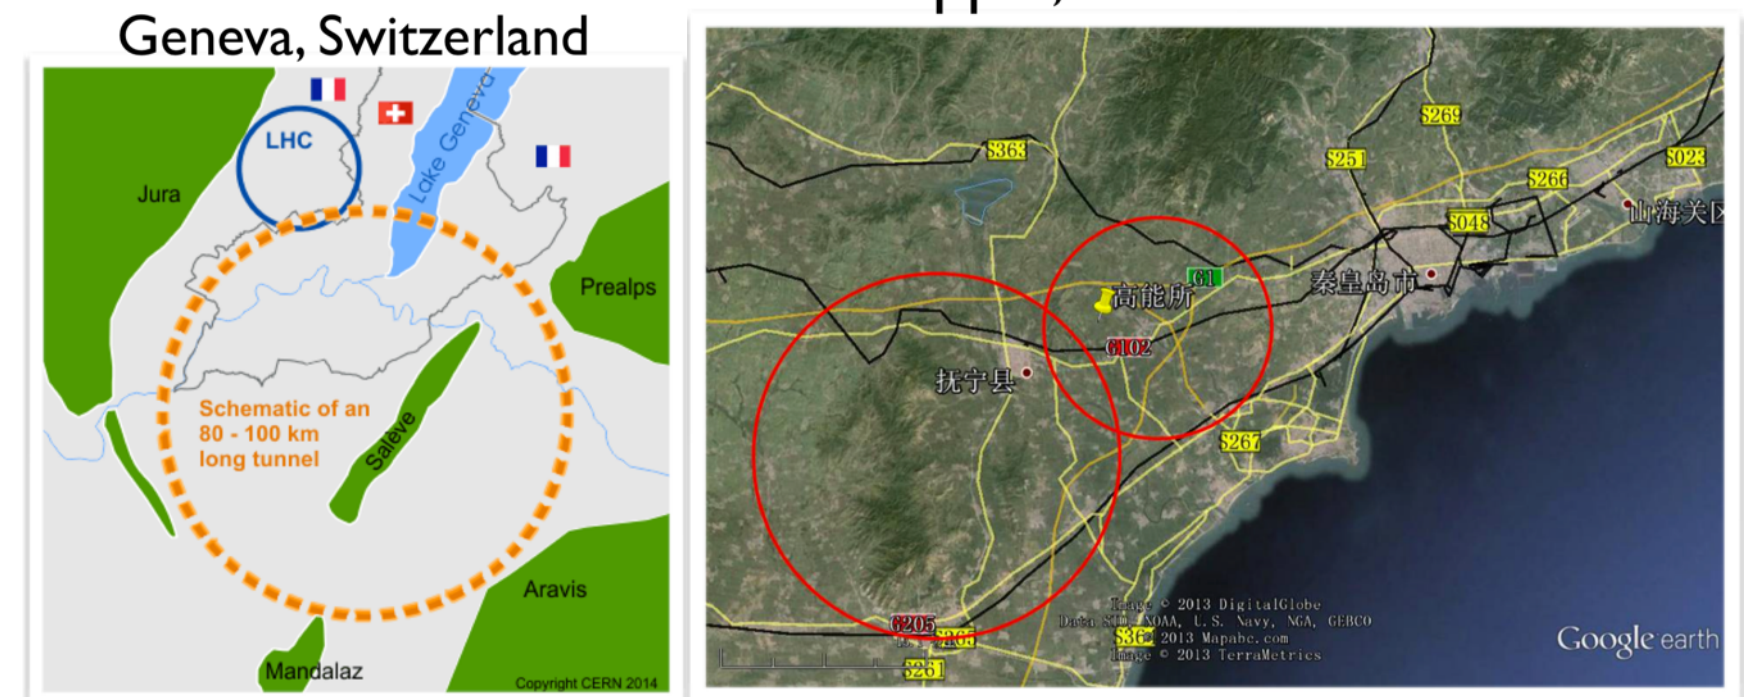 Geneva, Switzerland
LHC
Jura
Lake Geneva
Prealps
Schematic of an
80 - 100 km
long tunnel
Salève
Aravis
Mandalaz
Copyright CERN 2014
S363
S269
S251
S023
S266
S048
山海关区
G1
秦皇岛市
高能所
G102
抚宁县
S267
G205
S265
S261
Image © 2013 DigitalGlobe
Data SIO, NOAA, U.S. Navy, NGA, GEBCO
© 2013 Mapabc.com
Image © 2013 TerraMetrics
Google earth